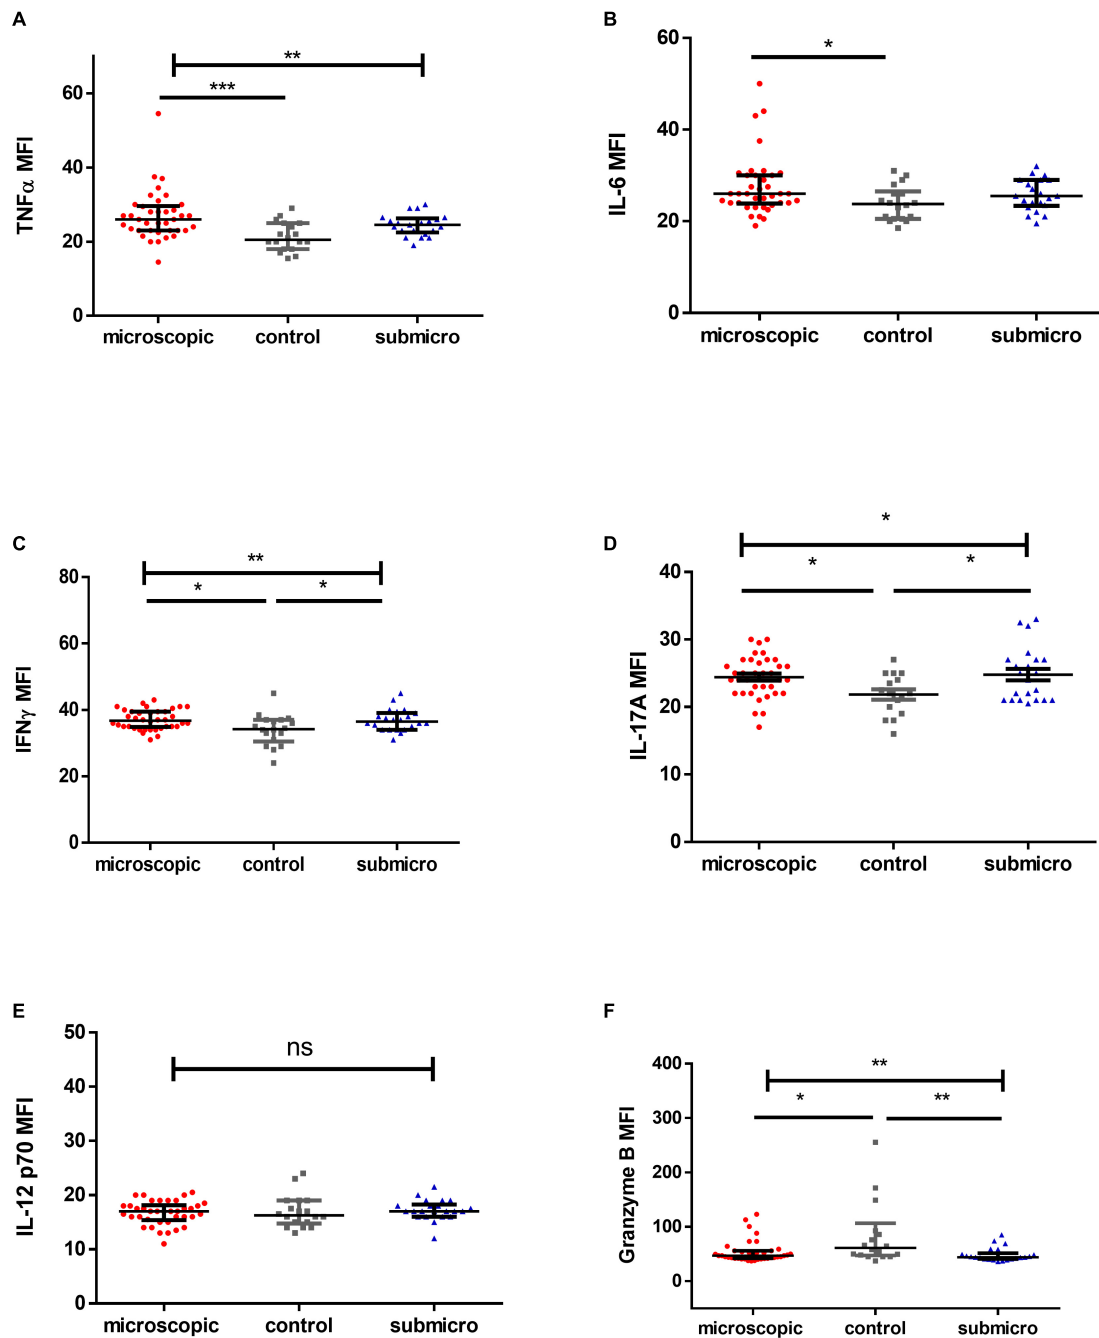 A
TNFα MFI
60
40
20
0
**
***
microscopic control submicro
B
IL-6 MFI
60
40
20
0
*
microscopic control submicro
C
IFNγ MFI
80
60
40
20
0
**
* *
microscopic control submicro
D
IL-17A MFI
40
30
20
10
0
*
* *
microscopic control submicro
E
IL-12 p70 MFI
50
40
30
20
10
0
ns
microscopic control submicro
F
Granzyme B MFI
400
300
200
100
0
**
* **
microscopic control submicro